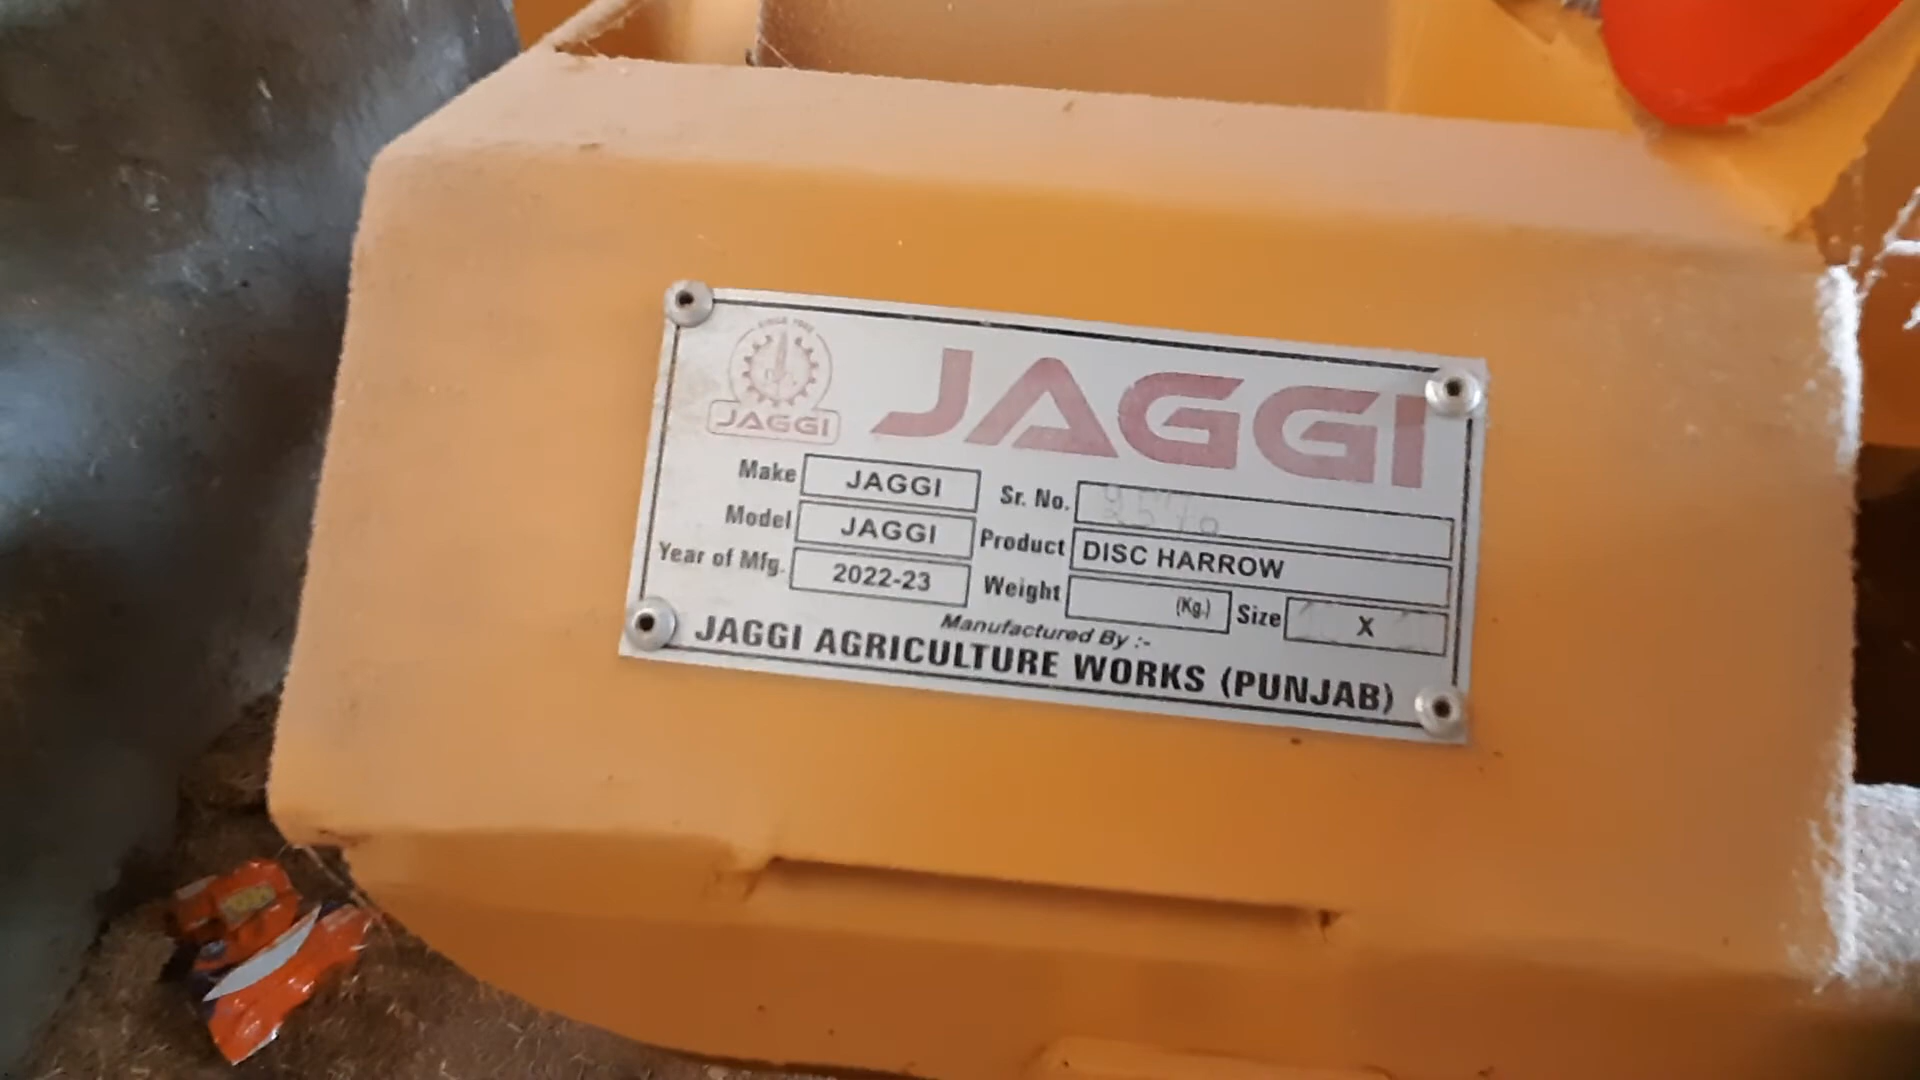 JAGGI
JAGGI
Make JAGGI Sr. No.
Model JAGGI Product DISC HARROW
Year of Mfg. 2022-23 Weight (Kg.) Size X
Manufactured By :-
JAGGI AGRICULTURE WORKS (PUNJAB)